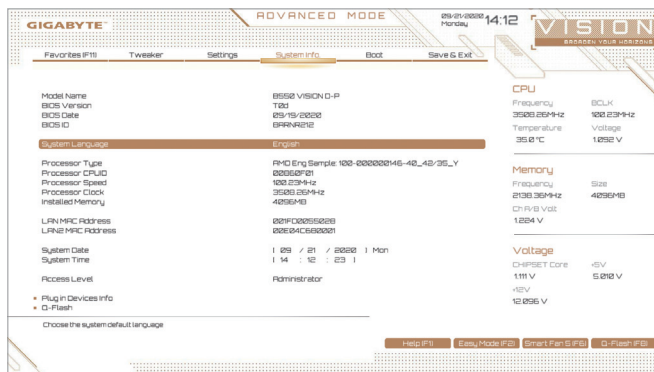 GIGABYTE™
ADVANCED MODE
09/21/2020
Monday
14:12
VISION
BROADEN YOUR HORIZONS
Favorites (F11)
Tweaker
Settings
System Info.
Boot
Save & Exit
Model Name B550 VISION D-P
BIOS Version T0d
BIOS Date 09/19/2020
BIOS ID 8ARNR212
System Language English
Processor Type AMD Eng Sample: 100-000000146-40_42/35_Y
Processor CPUID 00860F01
Processor Speed 100.23MHz
Processor Clock 3508.26MHz
Installed Memory 4096MB
LAN MAC Address 001FD0055028
LAN2 MAC Address 00E04C680001
System Date [ 09 / 21 / 2020 ] Mon
System Time [ 14 : 12 : 23 ]
Access Level Administrator
Plug in Devices Info
Q-Flash
Choose the system default language
CPU
Frequency BCLK
3508.26MHz 100.23MHz
Temperature Voltage
35.0 °C 1.092 V
Memory
Frequency Size
2138.36MHz 4096MB
Ch A/B Volt
1.224 V
Voltage
CHIPSET Core +5V
1.111 V 5.010 V
+12V
12.096 V
Help (F1)
Easy Mode (F2)
Smart Fan 5 (F6)
Q-Flash (F8)